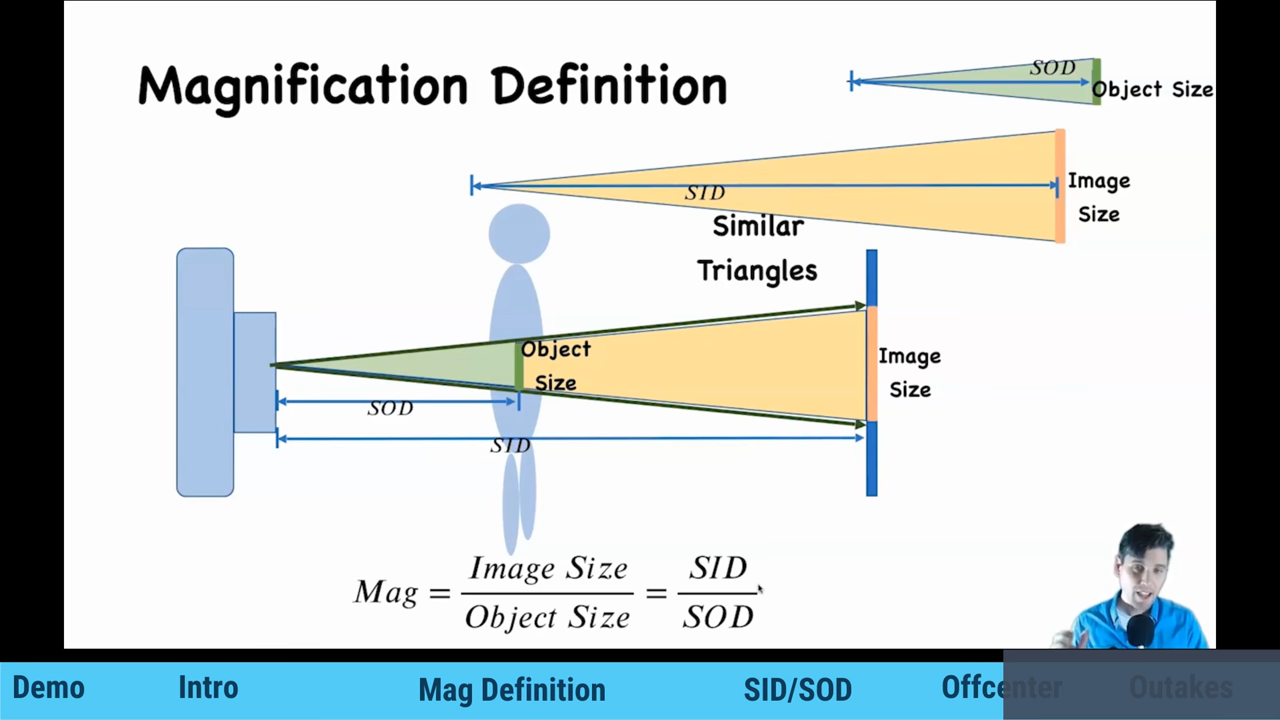 Magnification Definition
SOD
Object Size
SID
Image
Size
Similar
Triangles
Object
Size
Image
Size
SOD
SID
Mag = Image Size / Object Size = SID / SOD
Demo Intro Mag Definition SID/SOD Offcenter Outakes